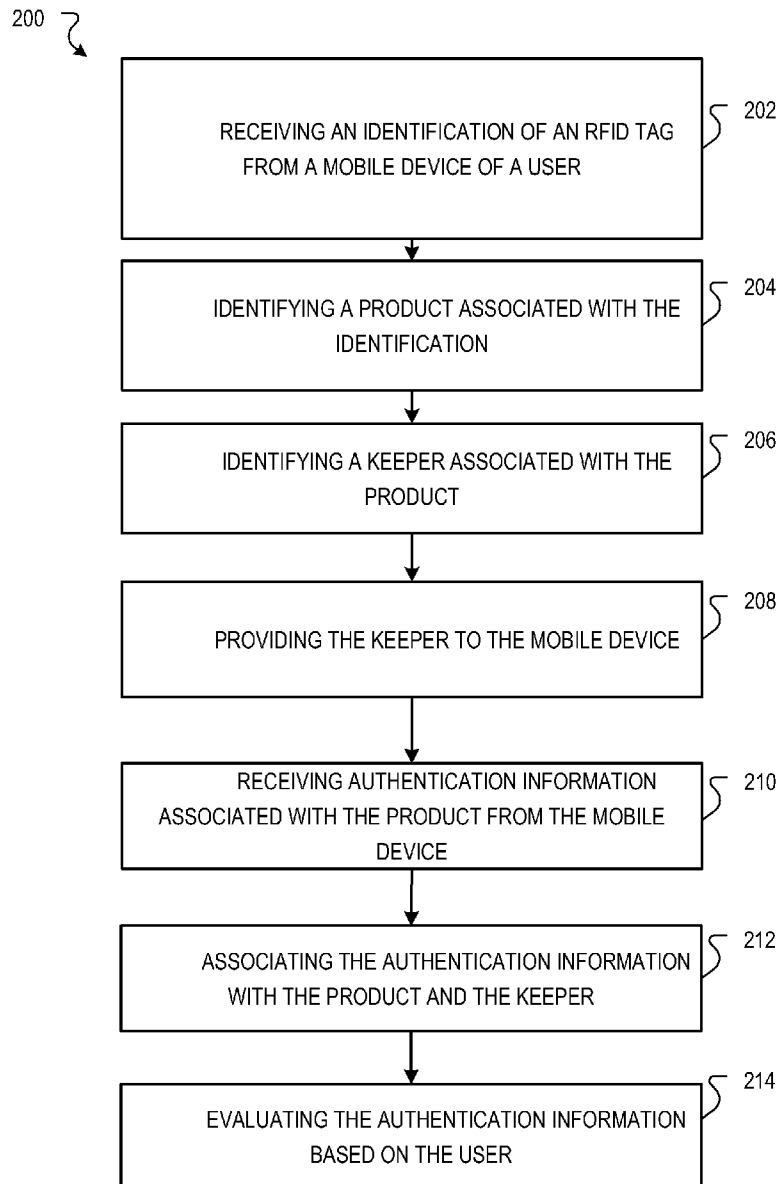 200
RECEIVING AN IDENTIFICATION OF AN RFID TAG
FROM A MOBILE DEVICE OF A USER
202
IDENTIFYING A PRODUCT ASSOCIATED WITH THE
IDENTIFICATION
204
IDENTIFYING A KEEPER ASSOCIATED WITH THE
PRODUCT
206
PROVIDING THE KEEPER TO THE MOBILE DEVICE
208
RECEIVING AUTHENTICATION INFORMATION
ASSOCIATED WITH THE PRODUCT FROM THE MOBILE
DEVICE
210
ASSOCIATING THE AUTHENTICATION INFORMATION
WITH THE PRODUCT AND THE KEEPER
212
EVALUATING THE AUTHENTICATION INFORMATION
BASED ON THE USER
214